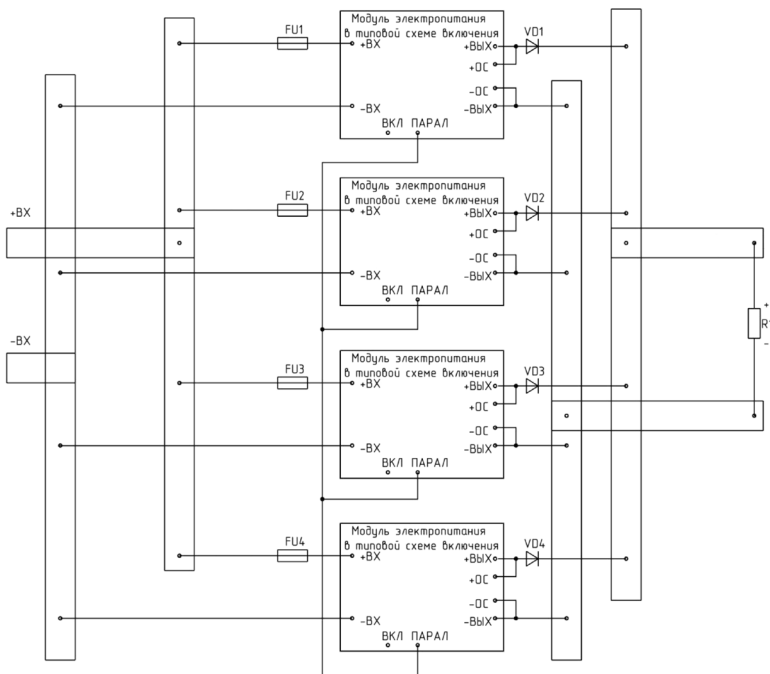 FU1
Модуль электропитания
в типовой схеме включения
+ВХ
+ВЫХ
VD1
+ОС
-ОС
-ВХ
-ВЫХ
ВКЛ ПАРАЛ
FU2
Модуль электропитания
в типовой схеме включения
+ВХ
+ВЫХ
VD2
+ВХ
+ОС
-ОС
-ВХ
-ВЫХ
ВКЛ ПАРАЛ
+
R
-
-ВХ
FU3
Модуль электропитания
в типовой схеме включения
+ВХ
+ВЫХ
VD3
+ОС
-ОС
-ВХ
-ВЫХ
ВКЛ ПАРАЛ
FU4
Модуль электропитания
в типовой схеме включения
+ВХ
+ВЫХ
VD4
+ОС
-ОС
-ВХ
-ВЫХ
ВКЛ ПАРАЛ